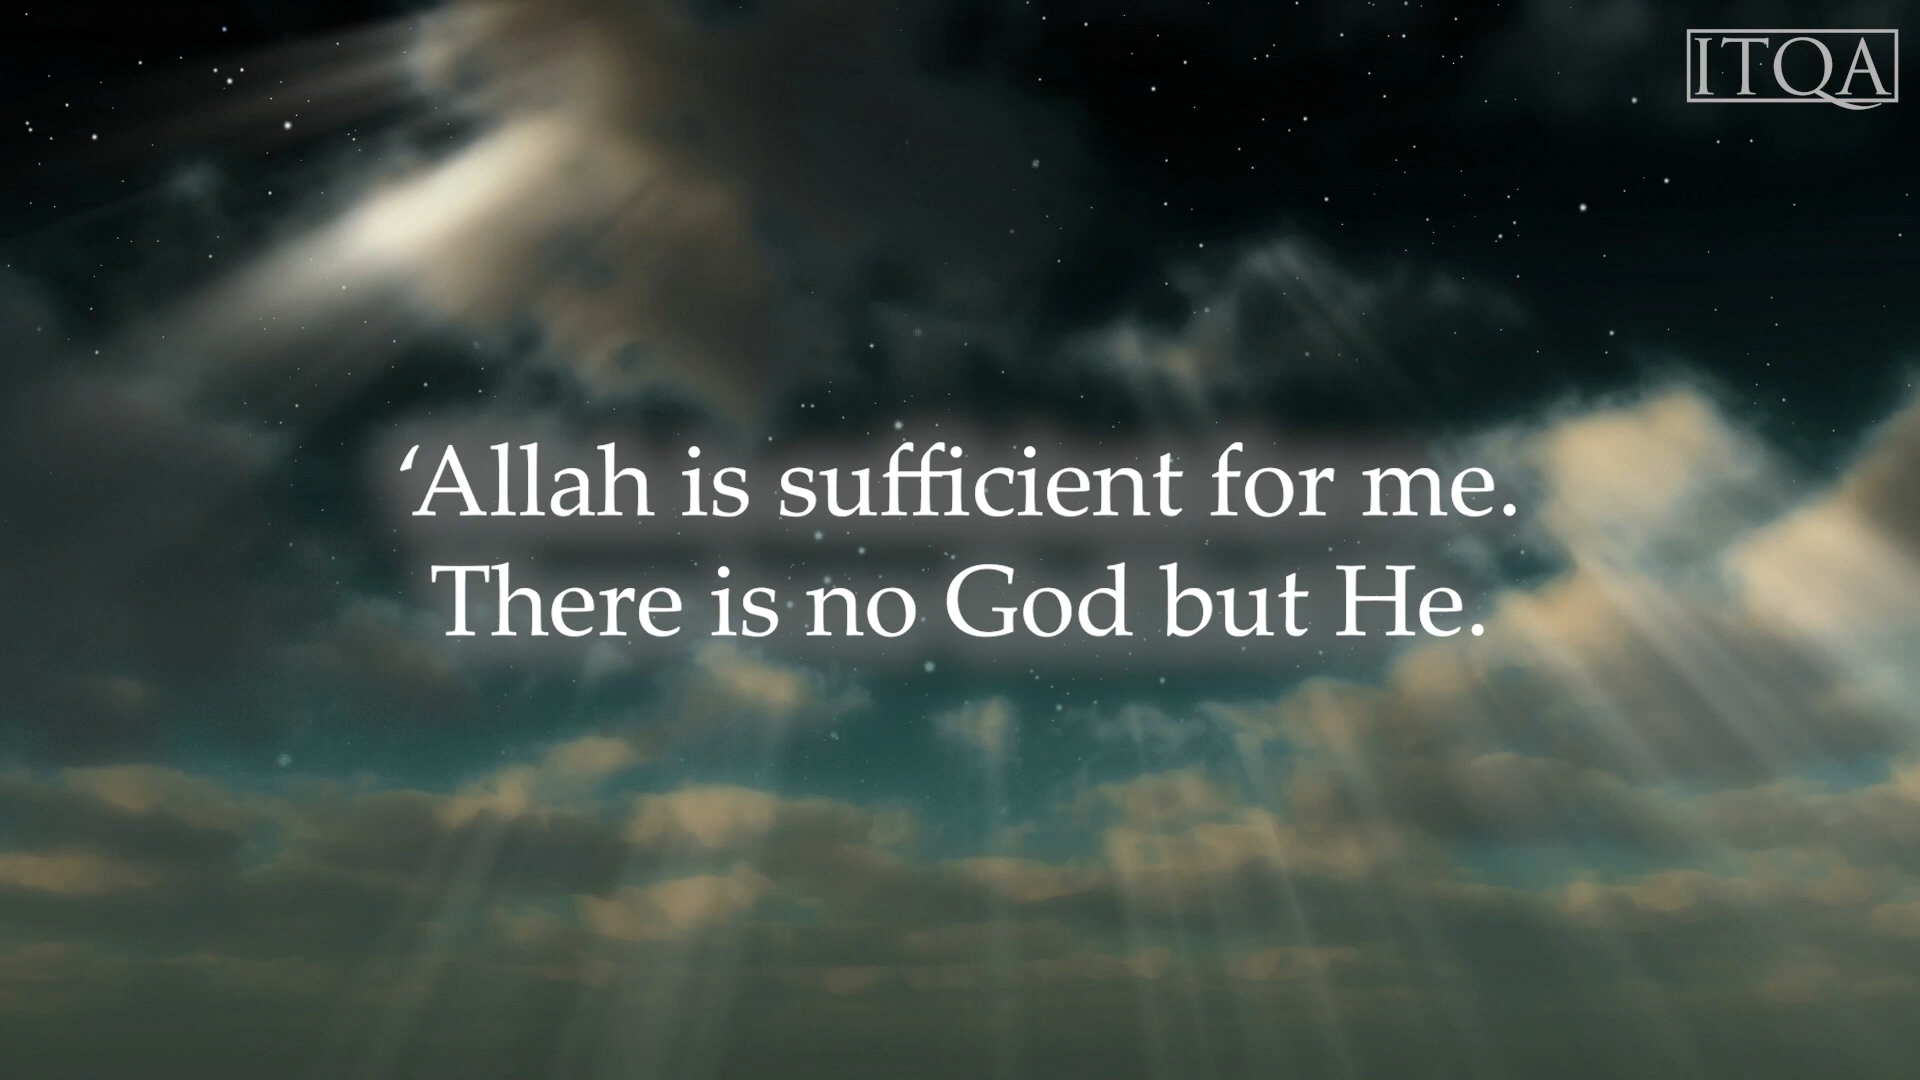 ITQA
‘Allah is sufficient for me.
There is no God but He.